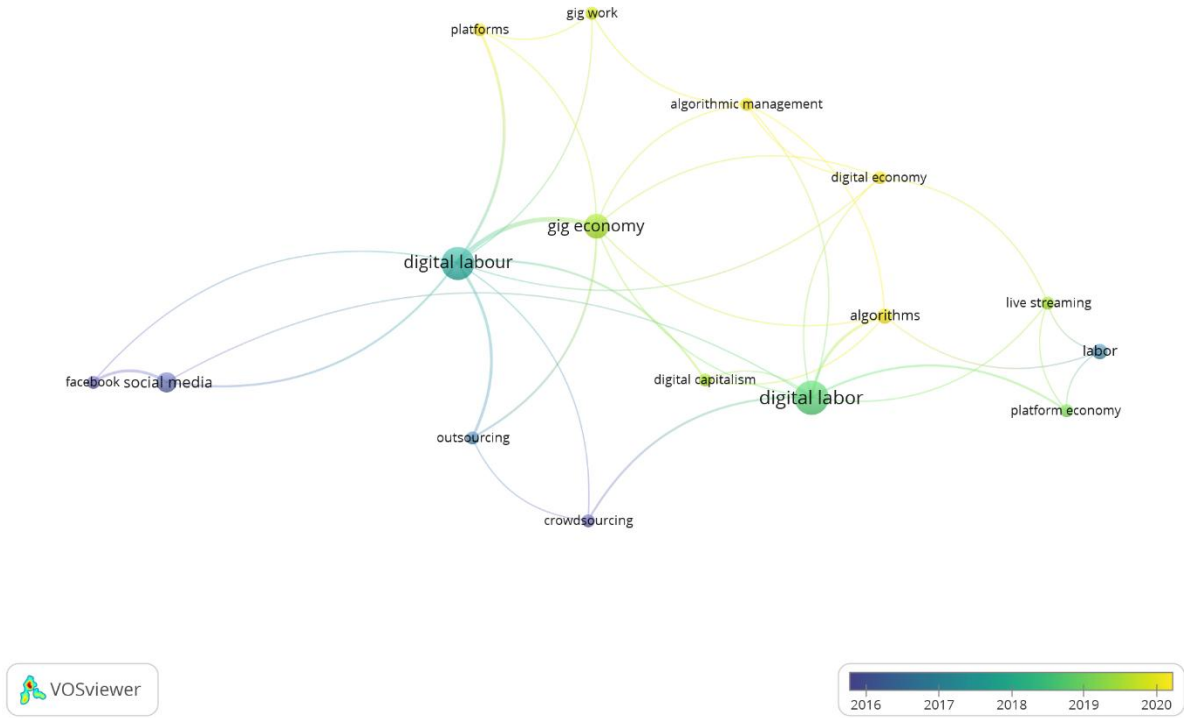 gig work
platforms
algorithmic management
digital economy
gig economy
digital labour
live streaming
algorithms
labor
facebook
social media
digital capitalism
digital labor
platform economy
outsourcing
crowdsourcing
VOSviewer
2016
2017
2018
2019
2020